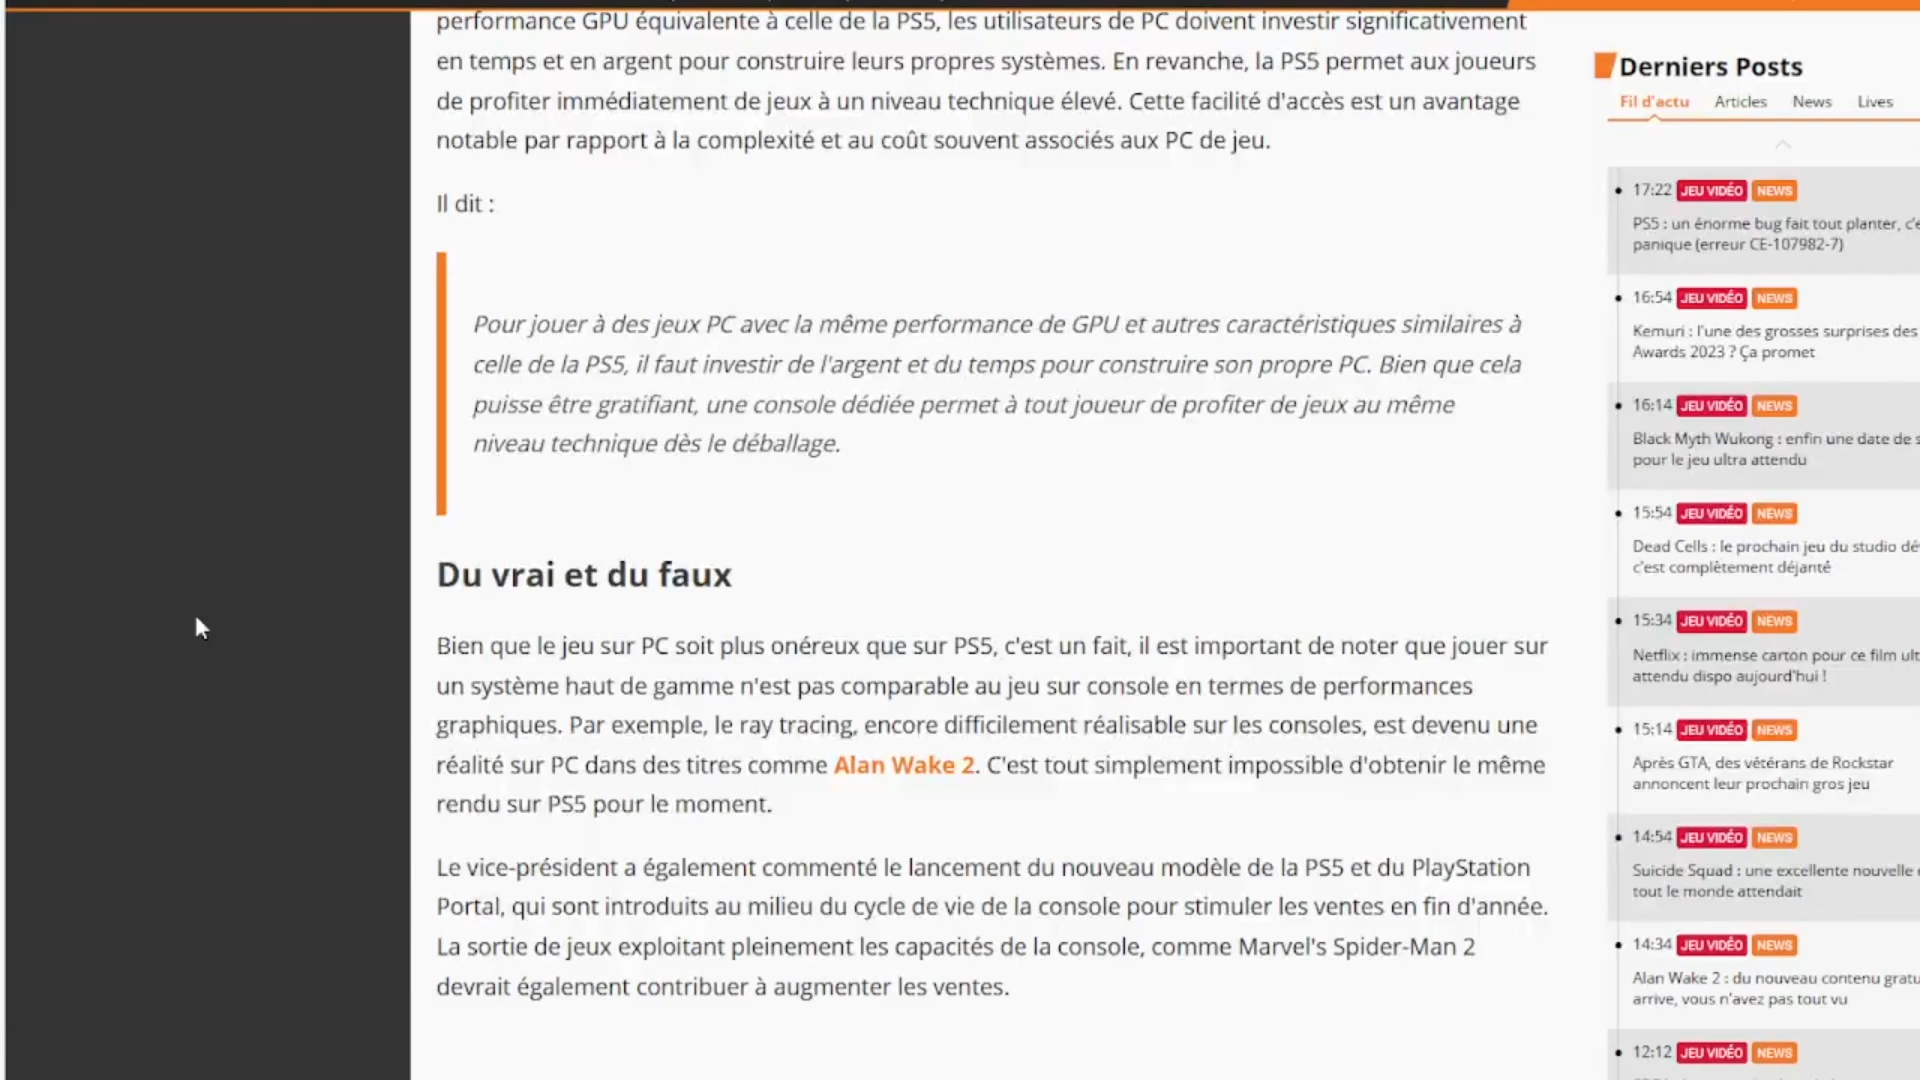 performance GPU équivalente à celle de la PS5, les utilisateurs de PC doivent investir significativement
en temps et en argent pour construire leurs propres systèmes. En revanche, la PS5 permet aux joueurs
de profiter immédiatement de jeux à un niveau technique élevé. Cette facilité d'accès est un avantage
notable par rapport à la complexité et au coût souvent associés aux PC de jeu.
Il dit :
Pour jouer à des jeux PC avec la même performance de GPU et autres caractéristiques similaires à
celle de la PS5, il faut investir de l'argent et du temps pour construire son propre PC. Bien que cela
puisse être gratifiant, une console dédiée permet à tout joueur de profiter de jeux au même
niveau technique dès le déballage.
Du vrai et du faux
Bien que le jeu sur PC soit plus onéreux que sur PS5, c'est un fait, il est important de noter que jouer sur
un système haut de gamme n'est pas comparable au jeu sur console en termes de performances
graphiques. Par exemple, le ray tracing, encore difficilement réalisable sur les consoles, est devenu une
réalité sur PC dans des titres comme Alan Wake 2. C'est tout simplement impossible d'obtenir le même
rendu sur PS5 pour le moment.
Le vice-président a également commenté le lancement du nouveau modèle de la PS5 et du PlayStation
Portal, qui sont introduits au milieu du cycle de vie de la console pour stimuler les ventes en fin d'année.
La sortie de jeux exploitant pleinement les capacités de la console, comme Marvel's Spider-Man 2
devrait également contribuer à augmenter les ventes.
Derniers Posts
Fil d'actu Articles News Lives
17:22 JEU VIDÉO NEWS
PS5 : un énorme bug fait tout planter, c'e
panique (erreur CE-107982-7)
16:54 JEU VIDÉO NEWS
Kemuri : l'une des grosses surprises des
Awards 2023 ? Ça promet
16:14 JEU VIDÉO NEWS
Black Myth Wukong : enfin une date de s
pour le jeu ultra attendu
15:54 JEU VIDÉO NEWS
Dead Cells : le prochain jeu du studio dé
c'est complètement déjanté
15:34 JEU VIDÉO NEWS
Netflix : immense carton pour ce film ult
attendu dispo aujourd'hui !
15:14 JEU VIDÉO NEWS
Après GTA, des vétérans de Rockstar
annoncent leur prochain gros jeu
14:54 JEU VIDÉO NEWS
Suicide Squad : une excellente nouvelle
tout le monde attendait
14:34 JEU VIDÉO NEWS
Alan Wake 2 : du nouveau contenu gratu
arrive, vous n'avez pas tout vu
12:12 JEU VIDÉO NEWS